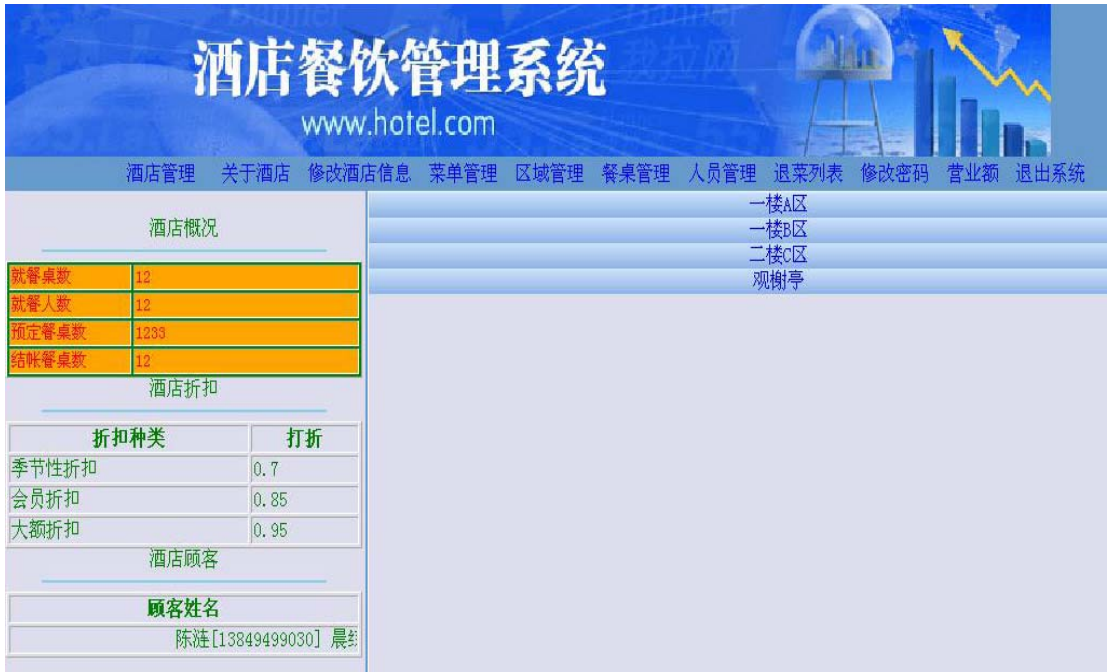 酒店餐饮管理系统
www.hotel.com
酒店管理 关于酒店 修改酒店信息 菜单管理 区域管理 餐桌管理 人员管理 退菜列表 修改密码 营业额 退出系统
酒店概况
就餐桌数 12
就餐人数 12
预定餐桌数 1233
结帐餐桌数 12
酒店折扣
折扣种类 打折
季节性折扣 0.7
会员折扣 0.85
大额折扣 0.95
酒店顾客
顾客姓名
陈涟[13849499030] 晨
一楼A区
一楼B区
二楼C区
观榭亭